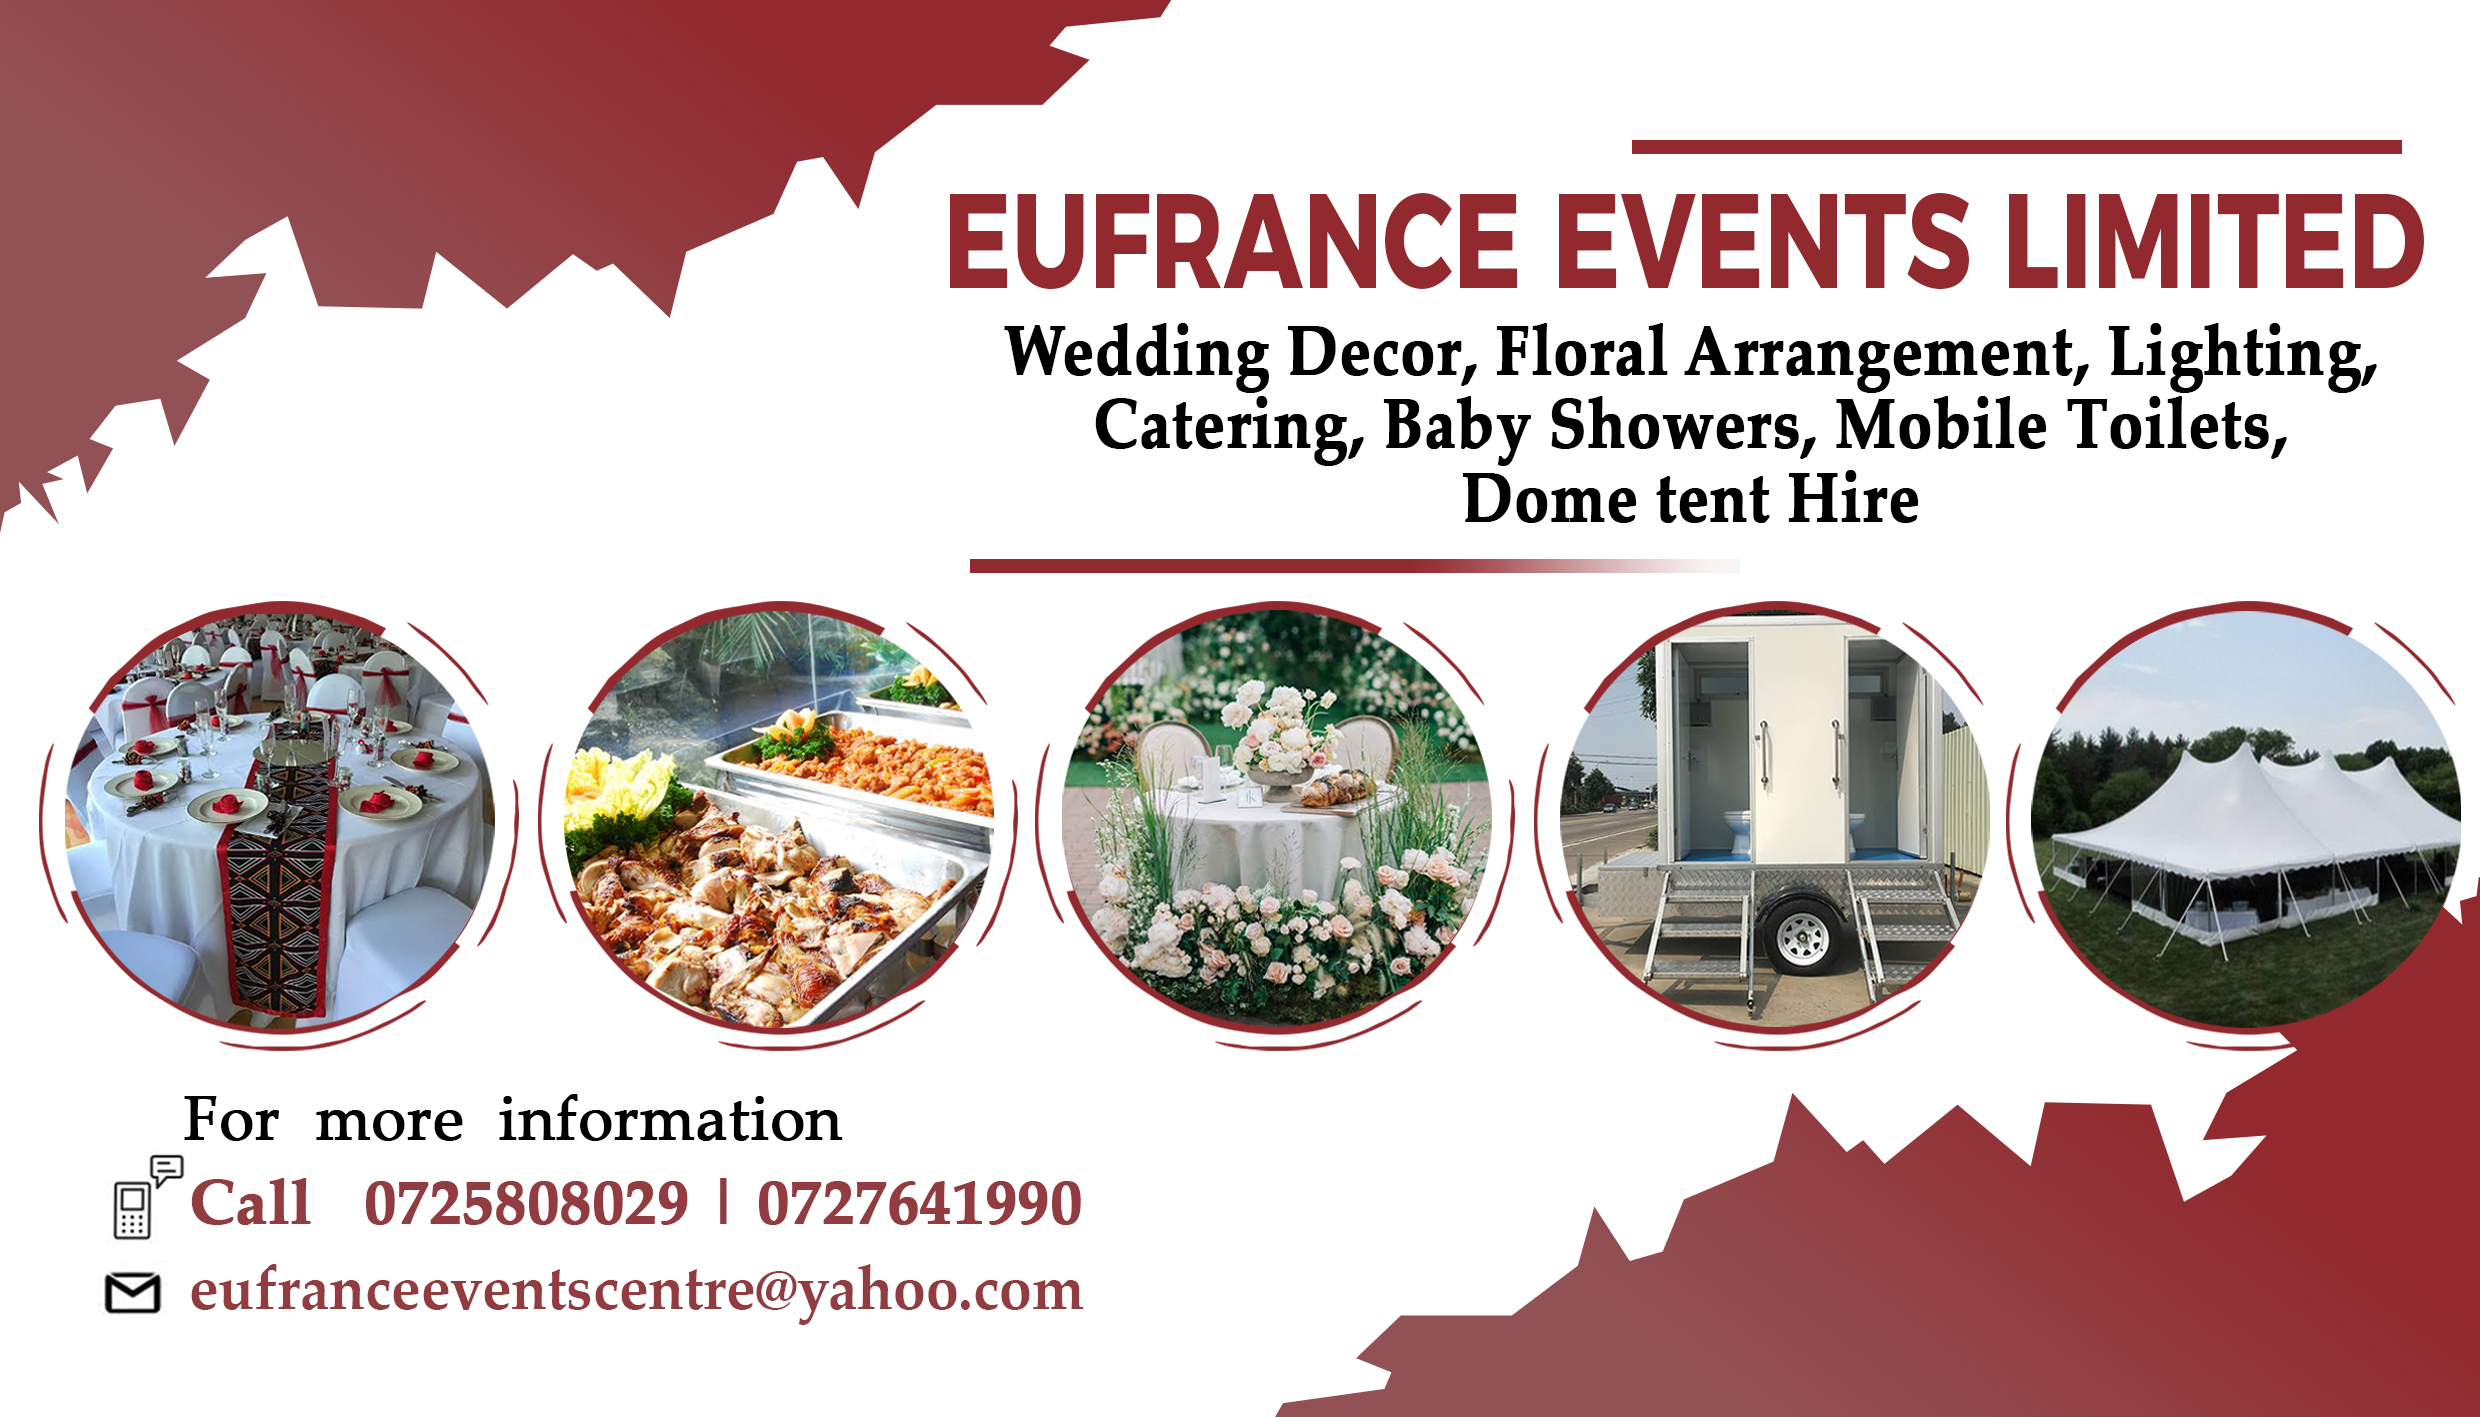 EUFRANCE EVENTS LIMITED
Wedding Decor, Floral Arrangement, Lighting,
Catering, Baby Showers, Mobile Toilets,
Dome tent Hire
For more information
Call 0725808029 | 0727641990
eufranceeventscentre@yahoo.com